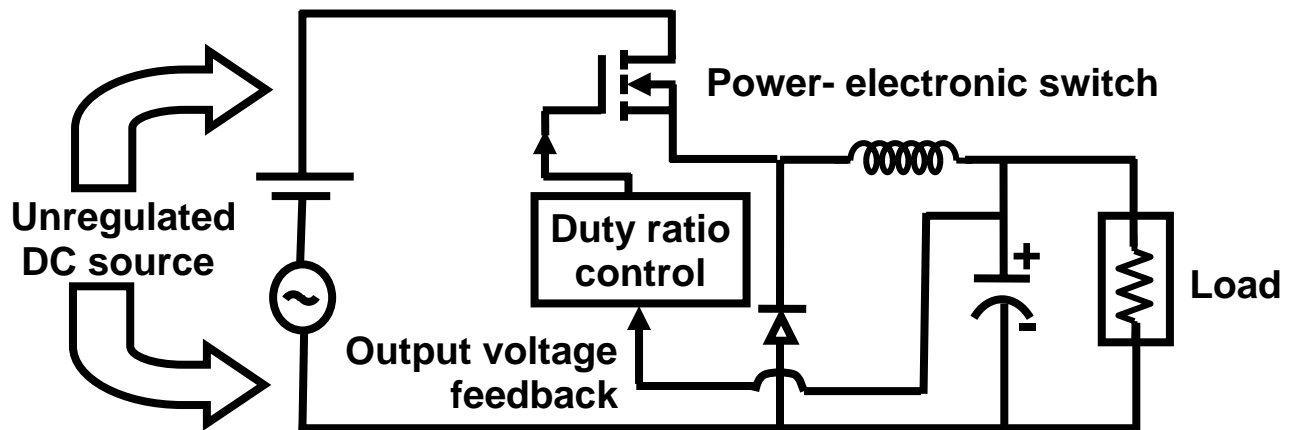 Power- electronic switch
Unregulated
DC source
Duty ratio
control
+
-
Load
~
Output voltage
feedback